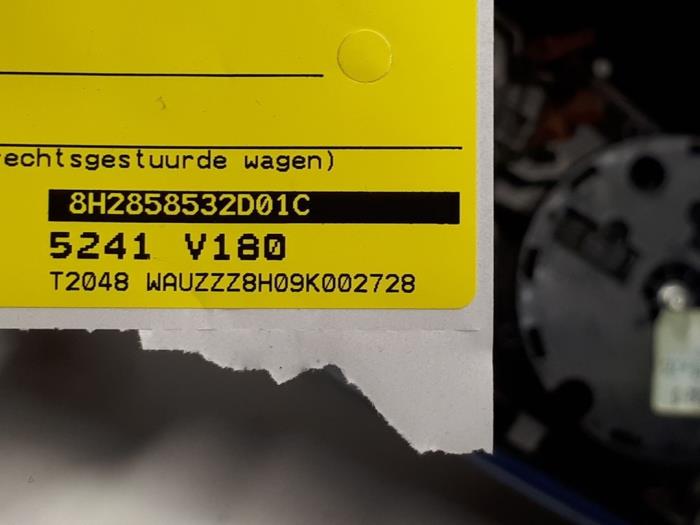 rechtsgestuurde wagen)
8H2858532D01C
5241 V180
T2048 WAUZZZ8H09K002728